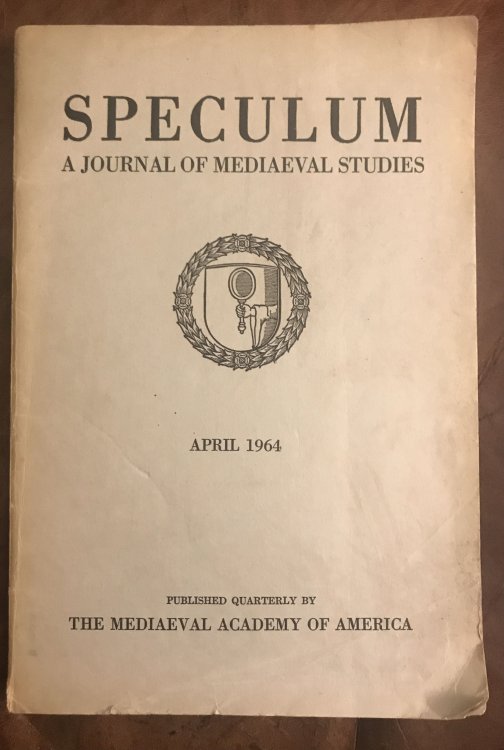 SPECULUM
A JOURNAL OF MEDIAEVAL STUDIES
APRIL 1964
PUBLISHED QUARTERLY BY
THE MEDIAEVAL ACADEMY OF AMERICA